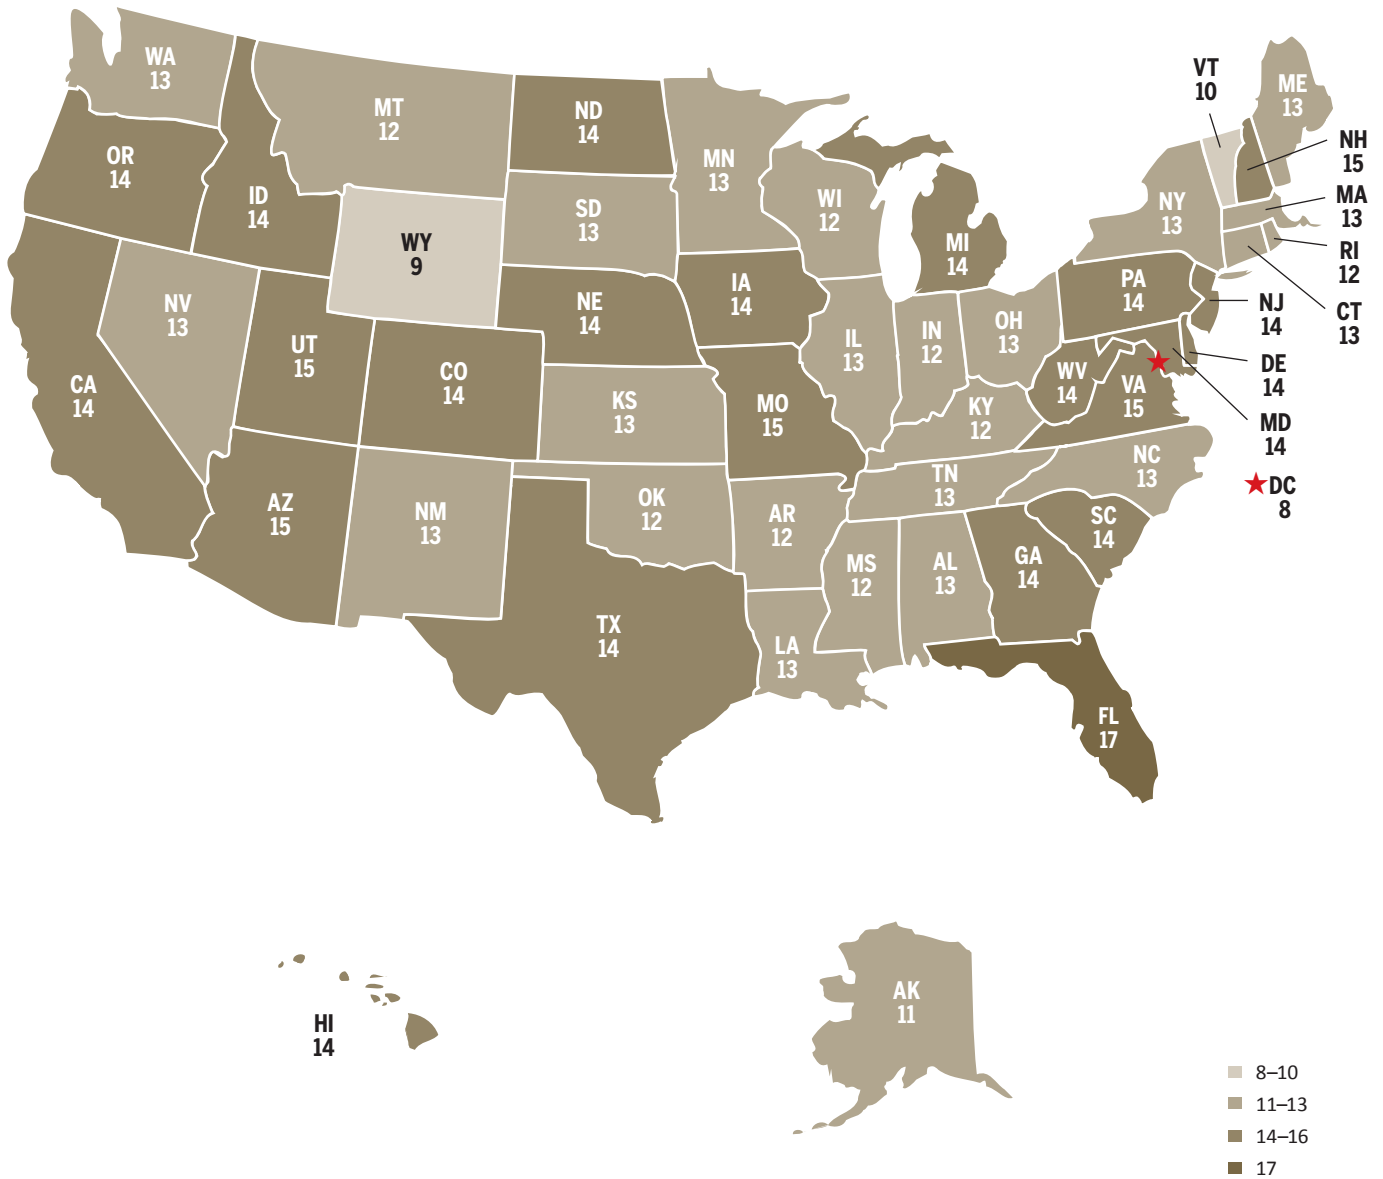 WA
13
MT
12
ND
14
MN
13
VT
10
ME
13
OR
14
ID
14
SD
13
WI
12
NH
15
NY
13
MA
13
WY
9
MI
14
RI
12
NV
13
NE
14
IA
14
PA
14
NJ
14
CT
13
UT
15
CO
14
IL
13
IN
12
OH
13
DE
14
CA
14
KS
13
MO
15
WV
14
VA
15
KY
12
MD
14
AZ
15
NM
13
OK
12
AR
12
TN
13
NC
13
DC
8
SC
14
MS
12
AL
13
GA
14
TX
14
LA
13
FL
17
HI
14
AK
11
8–10
11–13
14–16
17